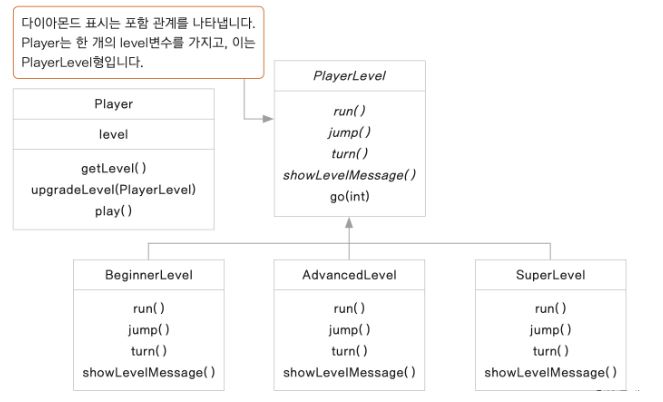 다이아몬드 표시는 포함 관계를 나타냅니다.
Player는 한 개의 level변수를 가지고, 이는
PlayerLevel형입니다.
Player
level
getLevel()
upgradeLevel(PlayerLevel)
play()
PlayerLevel
run()
jump()
turn()
showLevelMessage()
go(int)
BeginnerLevel
run()
jump()
turn()
showLevelMessage()
AdvancedLevel
run()
jump()
turn()
showLevelMessage()
SuperLevel
run()
jump()
turn()
showLevelMessage()